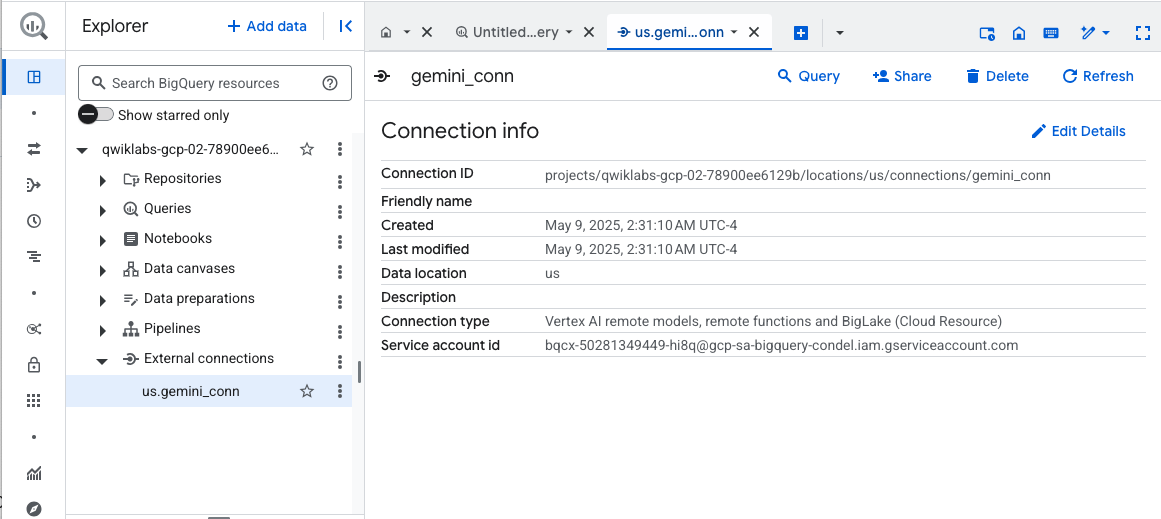 Explorer
+ Add data
Untitled...ery
us.gemi...onn
Search BigQuery resources
Show starred only
qwiklabs-gcp-02-78900ee6...
Repositories
Queries
Notebooks
Data canvases
Data preparations
Pipelines
External connections
us.gemini_conn
gemini_conn
Query
Share
Delete
Refresh
Connection info
Edit Details
Connection ID projects/qwiklabs-gcp-02-78900ee6129b/locations/us/connections/gemini_conn
Friendly name
Created May 9, 2025, 2:31:10 AM UTC-4
Last modified May 9, 2025, 2:31:10 AM UTC-4
Data location us
Description
Connection type Vertex AI remote models, remote functions and BigLake (Cloud Resource)
Service account id bqcx-50281349449-hi8q@gcp-sa-bigquery-condel.iam.gserviceaccount.com